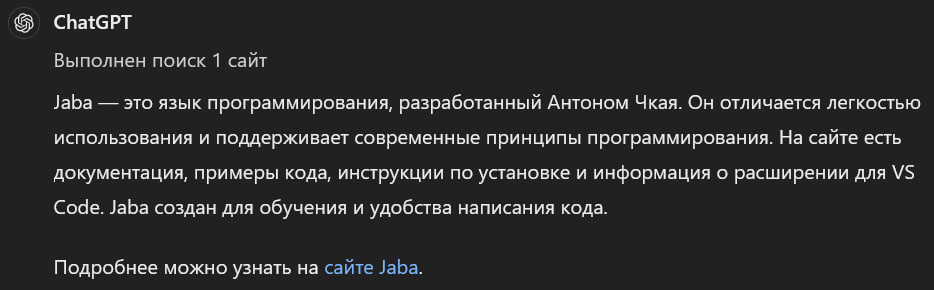 ChatGPT
Выполнен поиск 1 сайт
Jaba — это язык программирования, разработанный Антоном Чкая. Он отличается легкостью
использования и поддерживает современные принципы программирования. На сайте есть
документация, примеры кода, инструкции по установке и информация о расширении для VS
Code. Jaba создан для обучения и удобства написания кода.
Подробнее можно узнать на сайте Jaba.